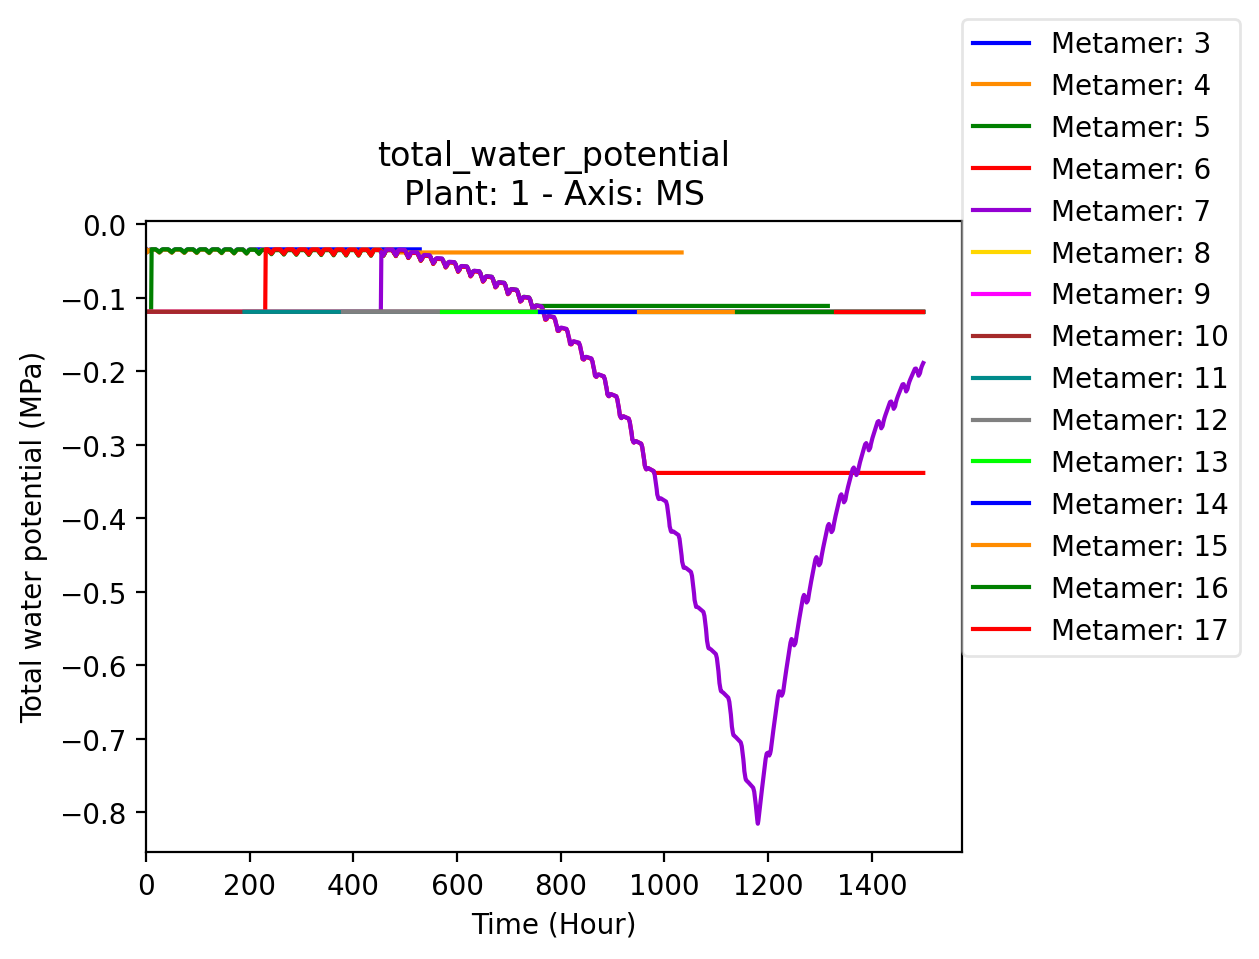 total_water_potential
Plant: 1 - Axis: MS
Total water potential (MPa)
0.0
−0.1
−0.2
−0.3
−0.4
−0.5
−0.6
−0.7
−0.8
0 200 400 600 800 1000 1200 1400
Time (Hour)
Metamer: 3
Metamer: 4
Metamer: 5
Metamer: 6
Metamer: 7
Metamer: 8
Metamer: 9
Metamer: 10
Metamer: 11
Metamer: 12
Metamer: 13
Metamer: 14
Metamer: 15
Metamer: 16
Metamer: 17